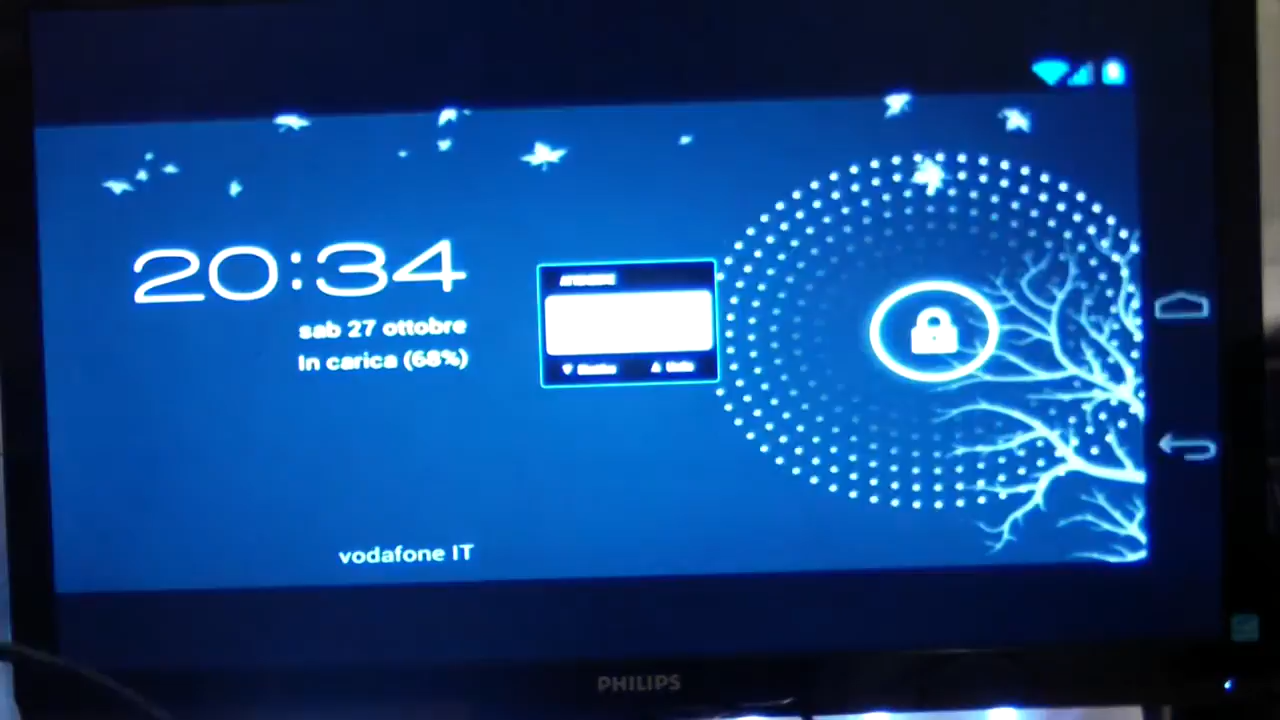 20:34
sab 27 ottobre
In carica (68%)
vodafone IT
PHILIPS